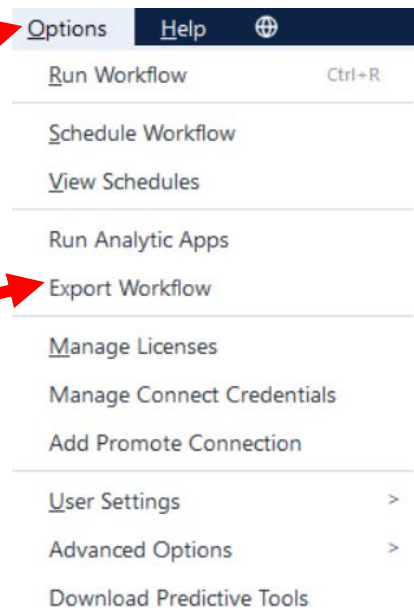 Options Help
Run Workflow Ctrl+R
Schedule Workflow
View Schedules
Run Analytic Apps
Export Workflow
Manage Licenses
Manage Connect Credentials
Add Promote Connection
User Settings >
Advanced Options >
Download Predictive Tools